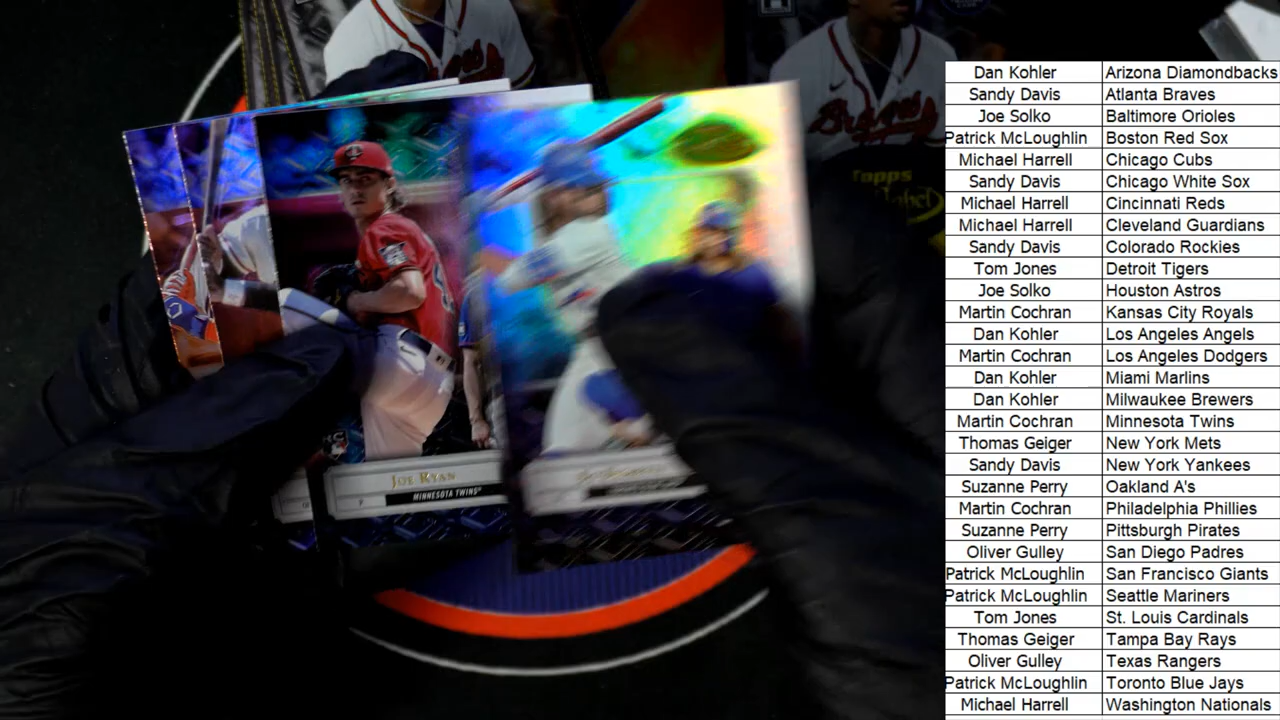 Braves
TOPPS
Label
JOE RYAN
MINNESOTA TWINS
RC
Dan Kohler Arizona Diamondbacks
Sandy Davis Atlanta Braves
Joe Solko Baltimore Orioles
Patrick McLoughlin Boston Red Sox
Michael Harrell Chicago Cubs
Sandy Davis Chicago White Sox
Michael Harrell Cincinnati Reds
Michael Harrell Cleveland Guardians
Sandy Davis Colorado Rockies
Tom Jones Detroit Tigers
Joe Solko Houston Astros
Martin Cochran Kansas City Royals
Dan Kohler Los Angeles Angels
Martin Cochran Los Angeles Dodgers
Dan Kohler Miami Marlins
Dan Kohler Milwaukee Brewers
Martin Cochran Minnesota Twins
Thomas Geiger New York Mets
Sandy Davis New York Yankees
Suzanne Perry Oakland A's
Martin Cochran Philadelphia Phillies
Suzanne Perry Pittsburgh Pirates
Oliver Gulley San Diego Padres
Patrick McLoughlin San Francisco Giants
Patrick McLoughlin Seattle Mariners
Tom Jones St. Louis Cardinals
Thomas Geiger Tampa Bay Rays
Oliver Gulley Texas Rangers
Patrick McLoughlin Toronto Blue Jays
Michael Harrell Washington Nationals